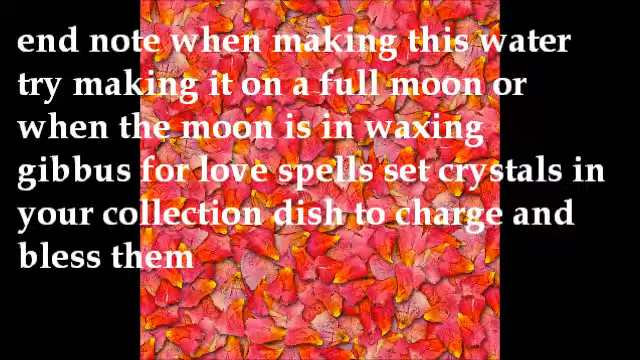 end note when making this water
try making it on a full moon or
when the moon is in waxing
gibbus for love spells set crystals in
your collection dish to charge and
bless them